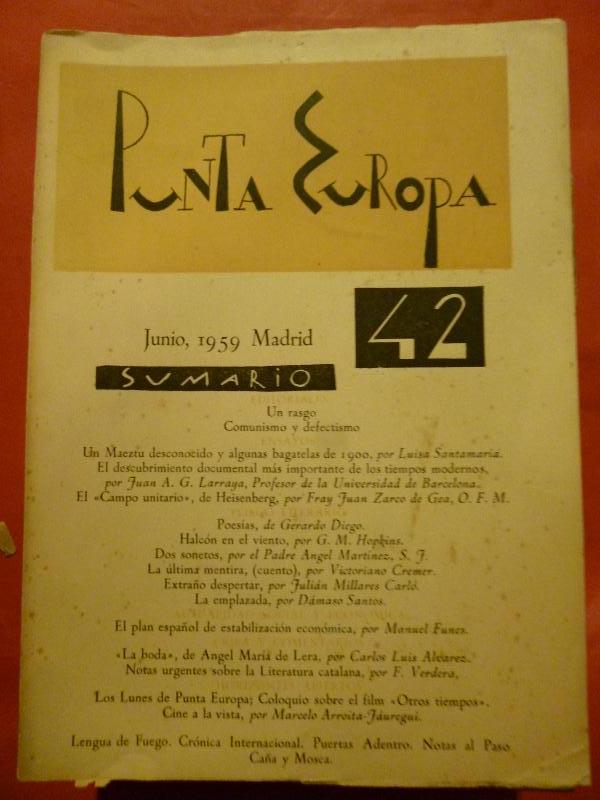 Punta Europa
42
Junio, 1959 Madrid
SUMARIO
EDITORIALES
Un rasgo
Comunismo y defectismo
ENSAYOS
Un Maeztu desconocido y algunas bagatelas de 1900, por Luisa Santamaria.
El descubrimiento documental más importante de los tiempos modernos,
por Juan A. G. Larraya, Profesor de la Universidad de Barcelona.
El «Campo unitario», de Heisenberg, por Fray Juan Zarco de Gea, O. F. M.
Poesías, de Gerardo Diego.
Halcón en el viento, por G. M. Hopkins.
Dos sonetos, por el Padre Angel Martínez, S. J.
La última mentira, (cuento), por Victoriano Cremer.
Extraño despertar, por Julián Millares Carló.
La emplazada, por Dámaso Santos.
El plan español de estabilización económica, por Manuel Funes.
«La boda», de Angel María de Lera, por Carlos Luis Alvarez.
Notas urgentes sobre la Literatura catalana, por F. Verdera,
Los Lunes de Punta Europa; Coloquio sobre el film «Otros tiempos».
Cine a la vista, por Marcelo Arroita-Jáuregui.
Lengua de Fuego. Crónica Internacional. Puertas Adentro. Notas al Paso
Caña y Mosca.